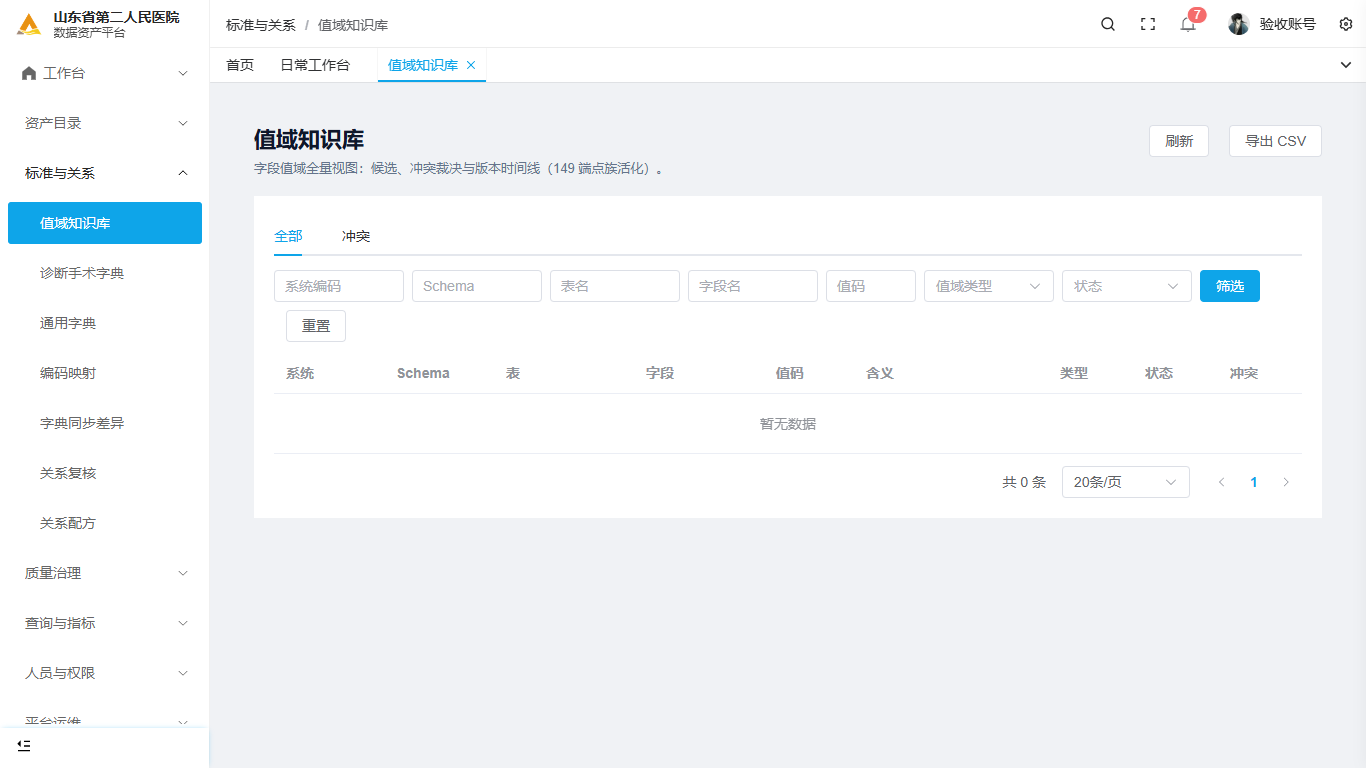 山东省第二人民医院
数据资产平台
标准与关系 / 值域知识库
7
验收账号
首页 日常工作台 值域知识库
工作台
资产目录
标准与关系
值域知识库
诊断手术字典
通用字典
编码映射
字典同步差异
关系复核
关系配方
质量治理
查询与指标
人员与权限
平台运维
值域知识库
字段值域全量视图：候选、冲突裁决与版本时间线（149 端点族活化）。
刷新 导出 CSV
全部 冲突
系统编码 Schema 表名 字段名 值码 值域类型 状态 筛选
重置
系统 Schema 表 字段 值码 含义 类型 状态 冲突
暂无数据
共 0 条 20条/页 1